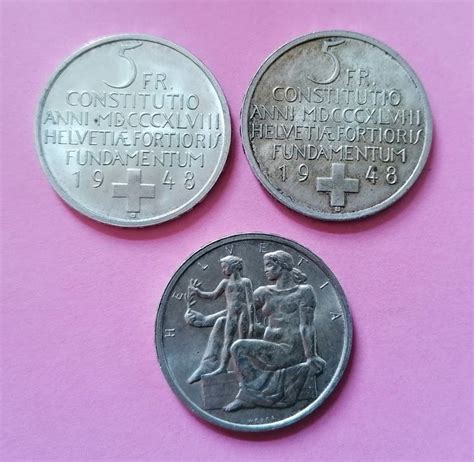 5 FR.
CONSTITUTIO
ANNI MDCCCXLVIII
HELVETIÆ FORTIORIS
FUNDAMENTUM
1948
B
5 FR.
CONSTITUTIO
ANNI MDCCCXLVIII
HELVETIÆ FORTIORIS
FUNDAMENTUM
1948
B
HELVETIA